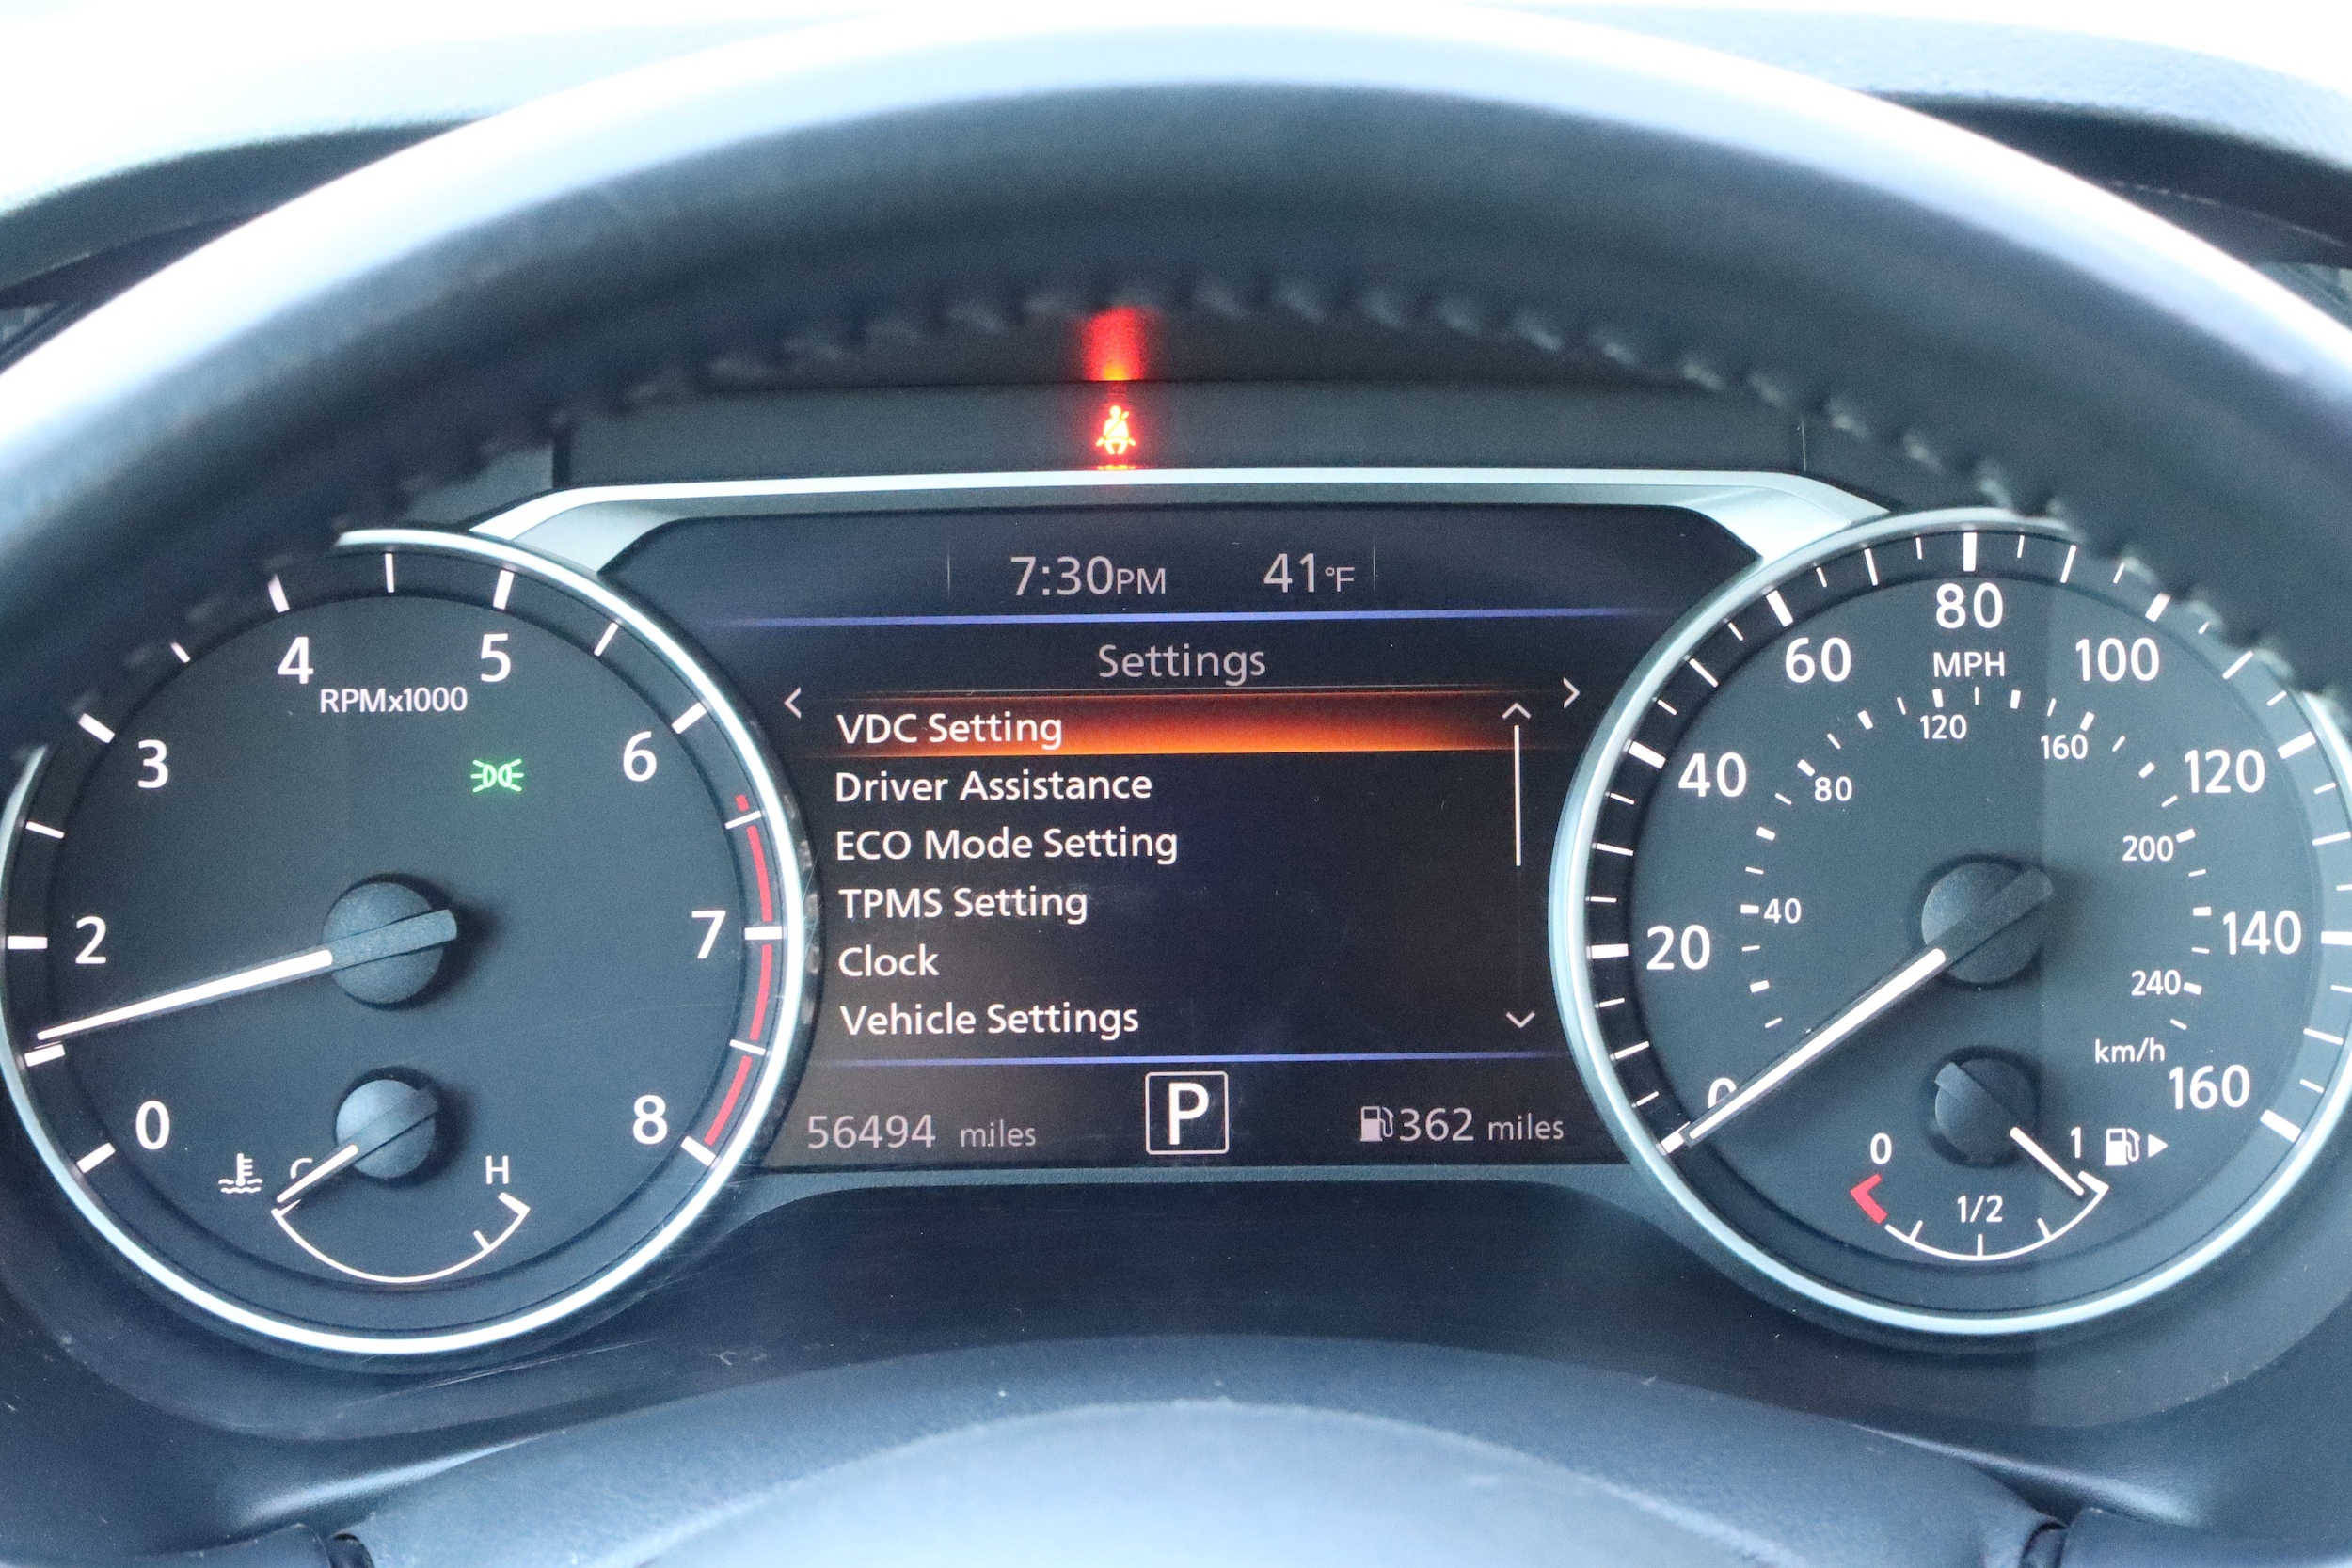 7:30PM 41°F
Settings
< >
VDC Setting
Driver Assistance
ECO Mode Setting
TPMS Setting
Clock
Vehicle Settings
56494 miles P 362 miles
0
2
3
4
5
6
7
8
RPMx1000
C H
0
20
40
60
80
100
120
140
160
MPH
40
80
120
160
200
240
km/h
0 1/2 1